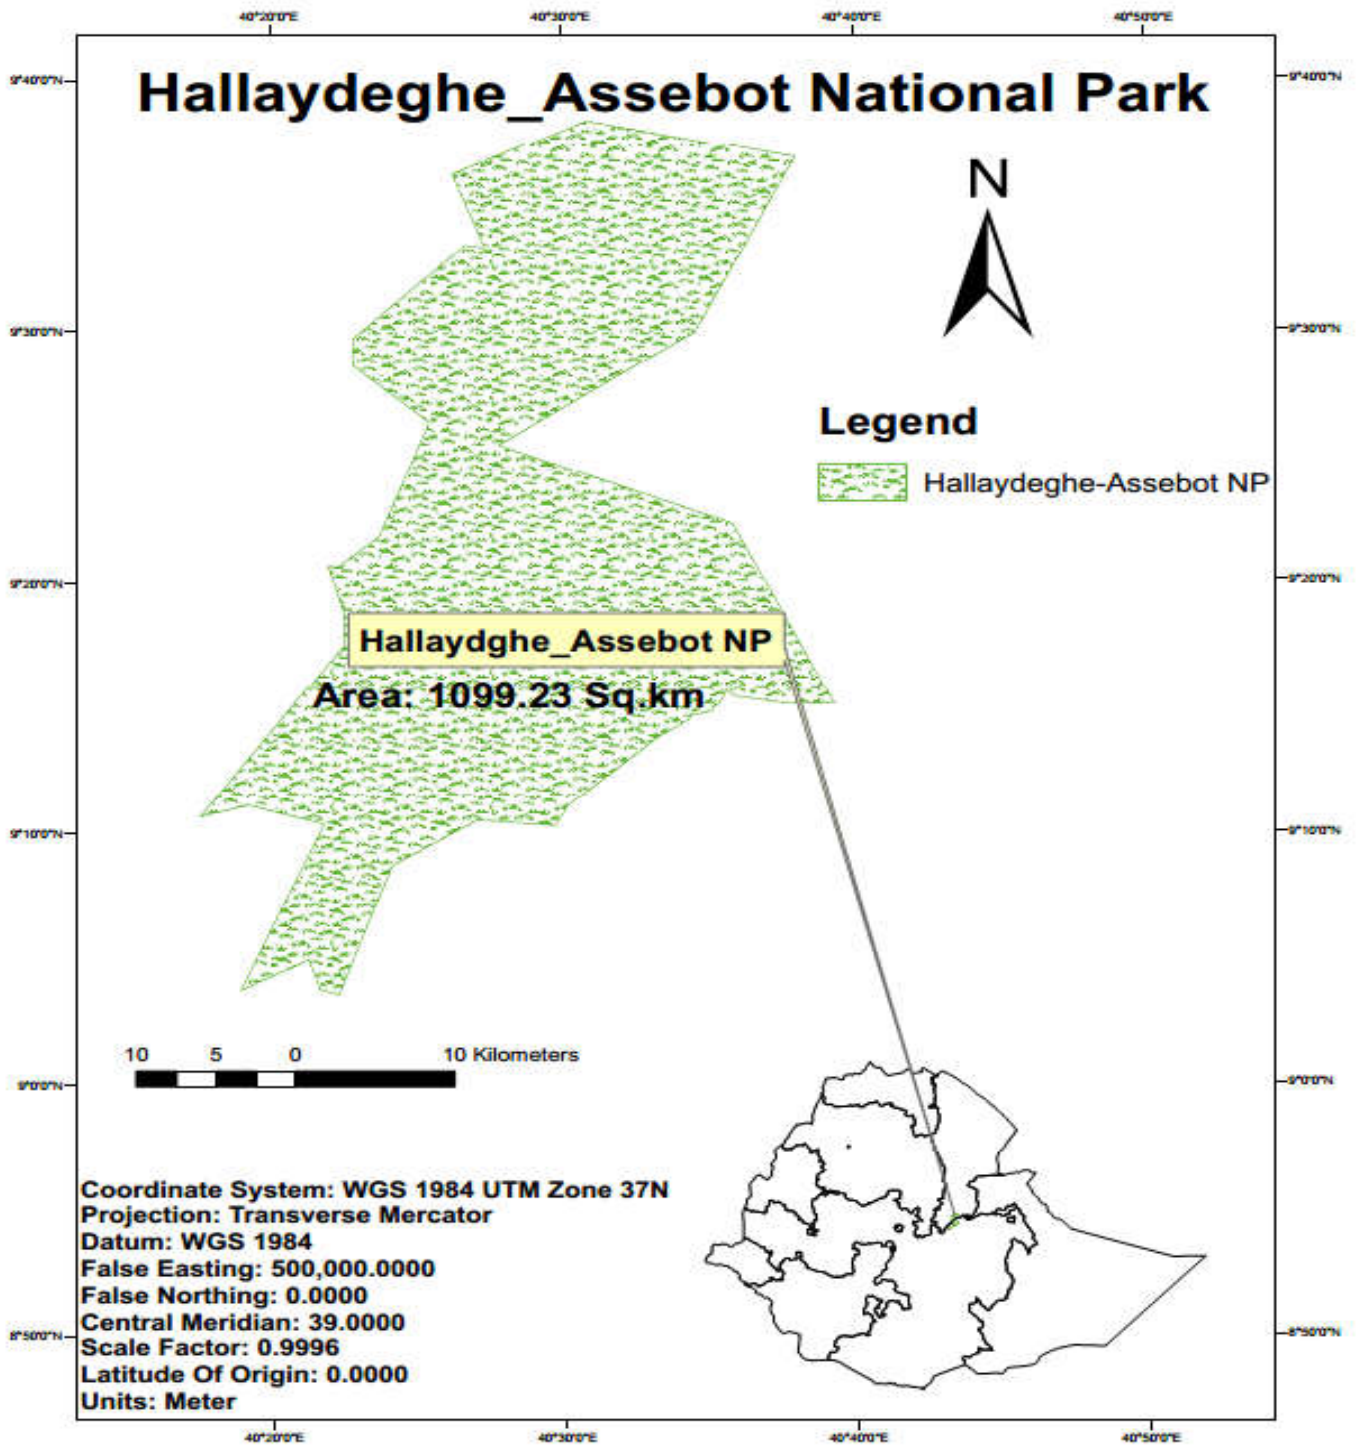 40°20'0"E 40°30'0"E 40°40'0"E 40°50'0"E
9°40'0"N 9°40'0"N
Hallaydeghe_Assebot National Park
N
9°30'0"N 9°30'0"N
Legend
Hallaydeghe-Assebot NP
9°20'0"N 9°20'0"N
Hallaydghe_Assebot NP
Area: 1099.23 Sq.km
9°10'0"N 9°10'0"N
10 5 0 10 Kilometers
9°0'0"N 9°0'0"N
Coordinate System: WGS 1984 UTM Zone 37N
Projection: Transverse Mercator
Datum: WGS 1984
False Easting: 500,000.0000
False Northing: 0.0000
Central Meridian: 39.0000
8°50'0"N 8°50'0"N
Scale Factor: 0.9996
Latitude Of Origin: 0.0000
Units: Meter
40°20'0"E 40°30'0"E 40°40'0"E 40°50'0"E